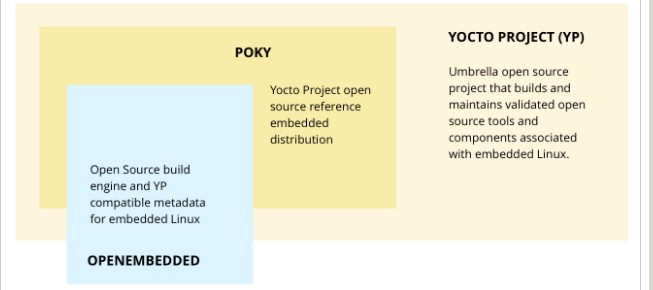 POKY
Yocto Project open
source reference
embedded
distribution
Open Source build
engine and YP
compatible metadata
for embedded Linux
OPENEMBEDDED
YOCTO PROJECT (YP)
Umbrella open source
project that builds and
maintains validated open
source tools and
components associated
with embedded Linux.